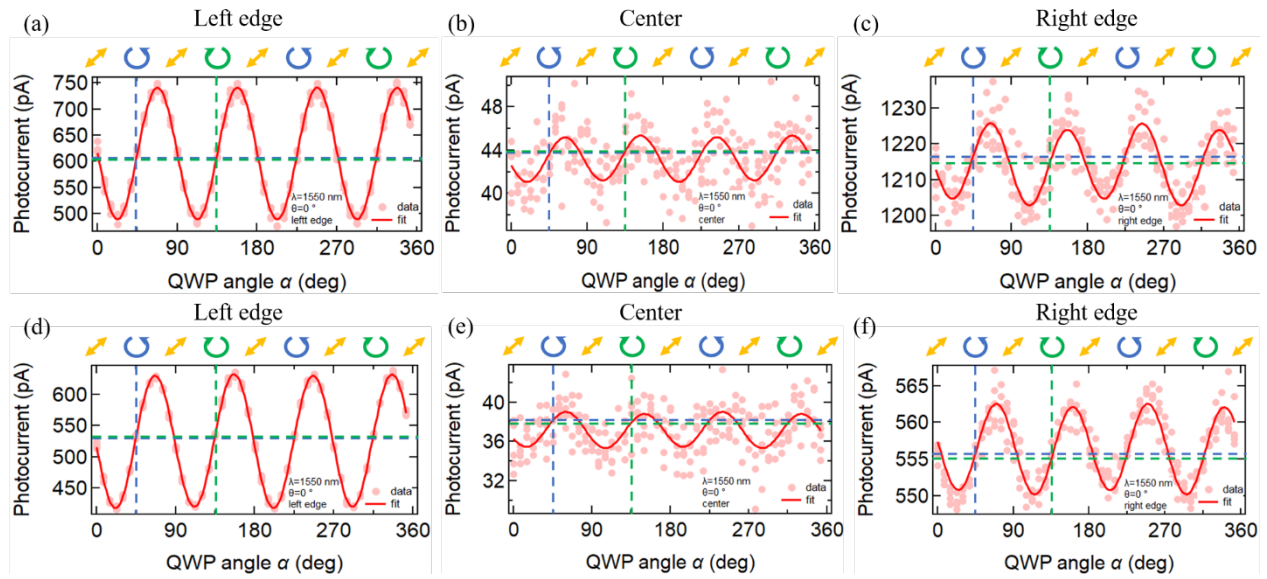 (a) Left edge
Photocurrent (pA)
750
700
650
600
550
500
λ=1550 nm
θ=0 °
left edge
data
fit
0 90 180 270 360
QWP angle α (deg)
(b) Center
Photocurrent (pA)
48
44
40
λ=1550 nm
θ=0 °
center
data
fit
0 90 180 270 360
QWP angle α (deg)
(c) Right edge
Photocurrent (pA)
1230
1220
1210
1200
λ=1550 nm
θ=0 °
right edge
data
fit
0 90 180 270 360
QWP angle α (deg)
(d) Left edge
Photocurrent (pA)
600
550
500
450
λ=1550 nm
θ=0 °
left edge
data
fit
0 90 180 270 360
QWP angle α (deg)
(e) Center
Photocurrent (pA)
40
36
32
λ=1550 nm
θ=0 °
center
data
fit
0 90 180 270 360
QWP angle α (deg)
(f) Right edge
Photocurrent (pA)
565
560
555
550
λ=1550 nm
θ=0 °
right edge
data
fit
0 90 180 270 360
QWP angle α (deg)